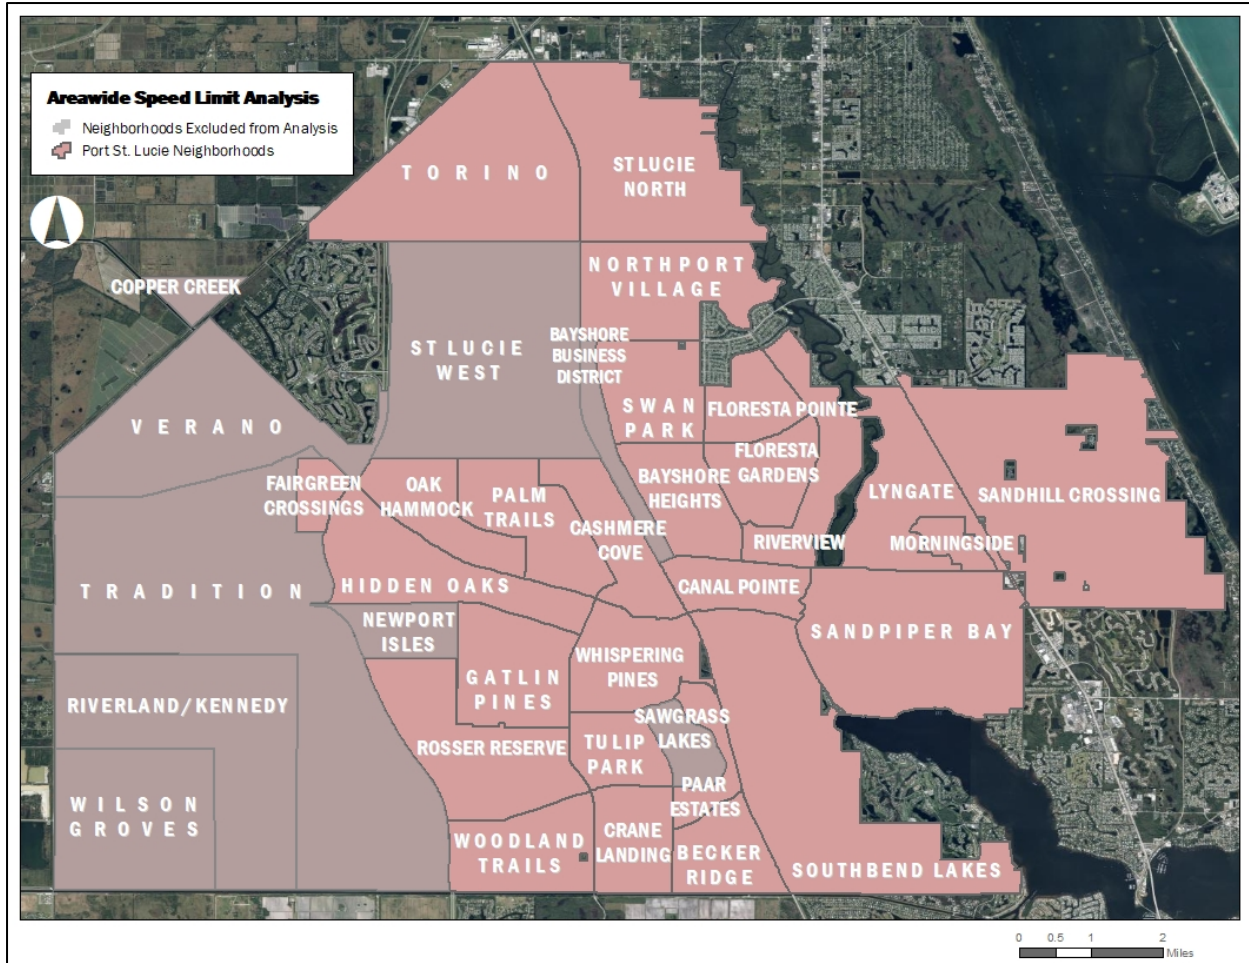 Areawide Speed Limit Analysis
Neighborhoods Excluded from Analysis
Port St. Lucie Neighborhoods
TORINO
ST LUCIE
NORTH
COPPER CREEK
NORTHPORT
VILLAGE
ST LUCIE
WEST
BAYSHORE
BUSINESS
DISTRICT
VERANO
SWAN
PARK
FLORESTA POINTE
FLORESTA
GARDENS
FAIRGREEN
CROSSINGS
OAK
HAMMOCK
PALM
TRAILS
BAYSHORE
HEIGHTS
LYNGATE
SANDHILL CROSSING
CASHMERE
COVE
RIVERVIEW
MORNINGSIDE
TRADITION
HIDDEN OAKS
CANAL POINTE
NEWPORT
ISLES
SANDPIPER BAY
WHISPERING
PINES
GATLIN
PINES
RIVERLAND/KENNEDY
SAWGRASS
LAKES
ROSSER RESERVE
TULIP
PARK
PAAR
ESTATES
WILSON
GROVES
WOODLAND
TRAILS
CRANE
LANDING
BECKER
RIDGE
SOUTHBEND LAKES
0 0.5 1 2
Miles